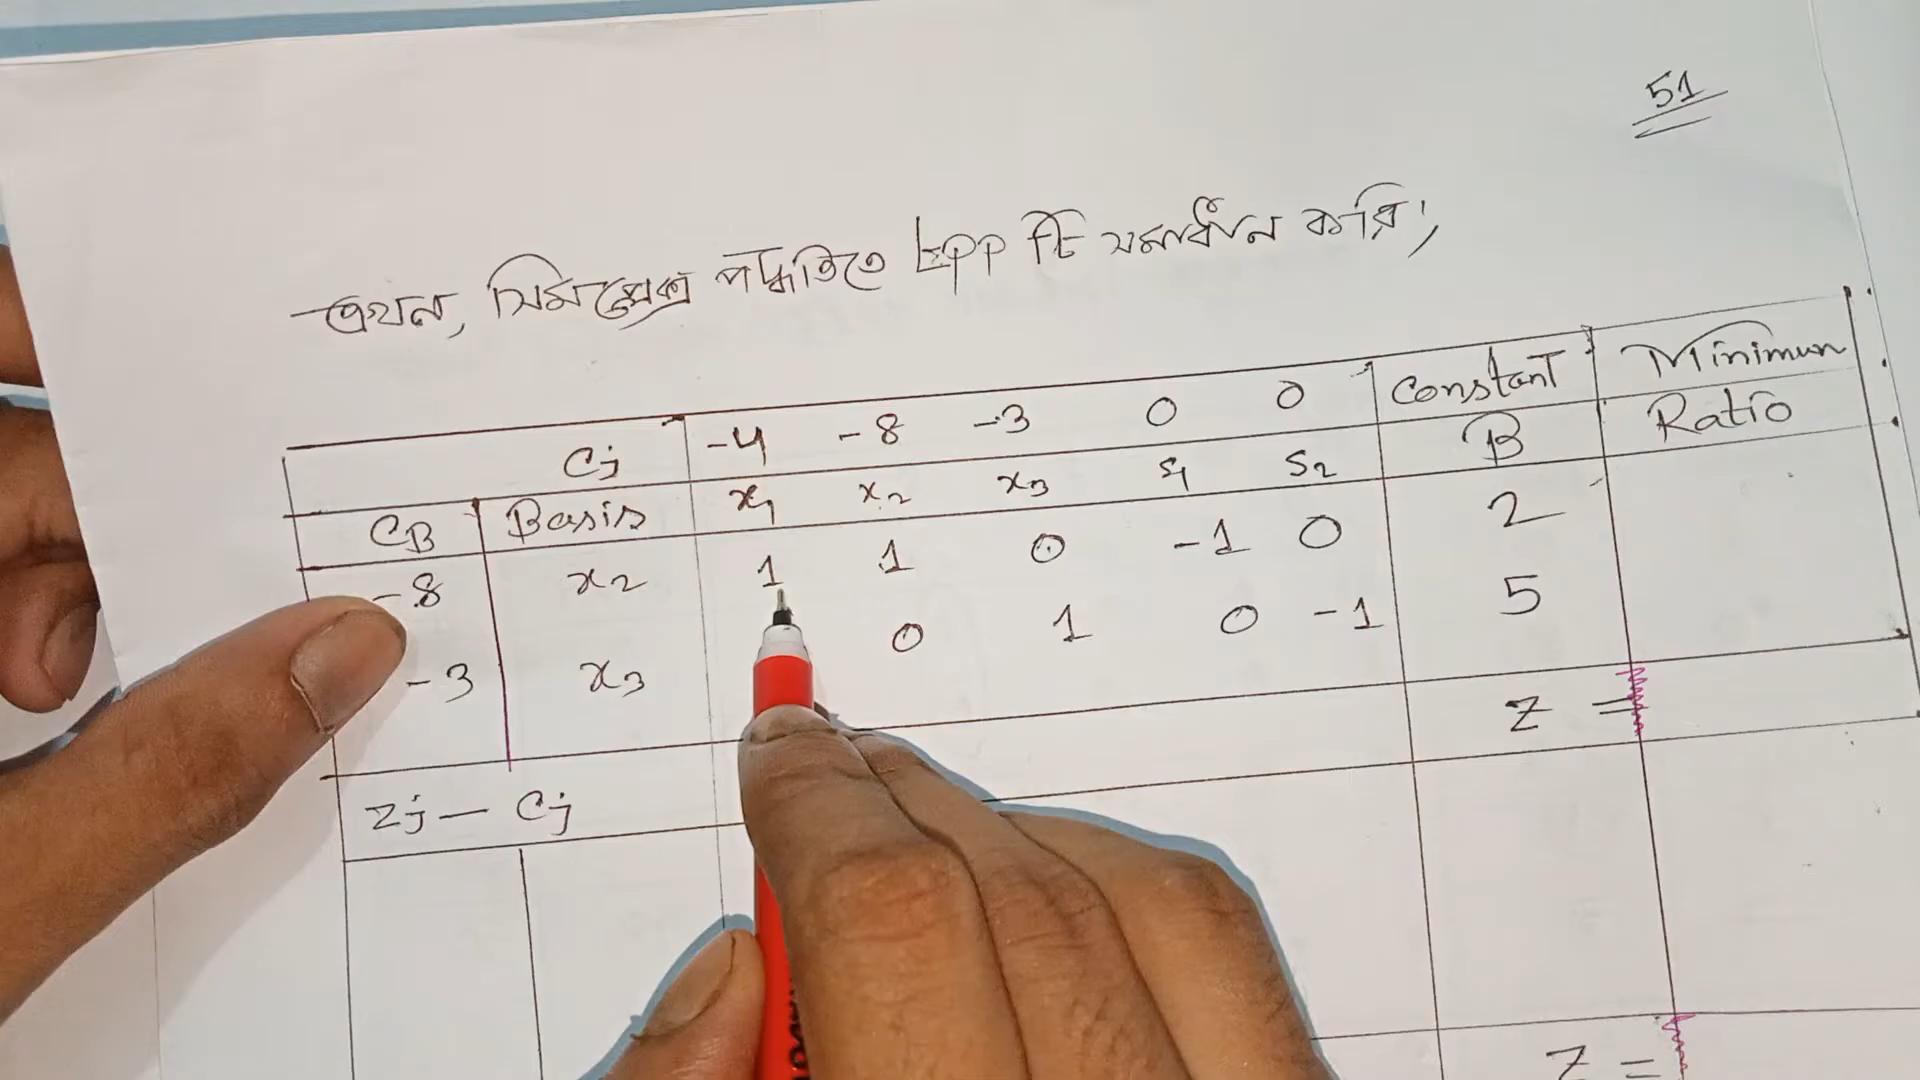 51
এখন, সিমপ্লেক্স পদ্ধতিতে LPP টি সমাধান করি,
Cj -4 -8 -3 0 0 Constant Minimum
CB Basis x1 x2 x3 S1 S2 B Ratio
-8 x2 1 1 0 -1 0 2
-3 x3 0 1 0 -1 5
Zj - Cj Z =
Z =